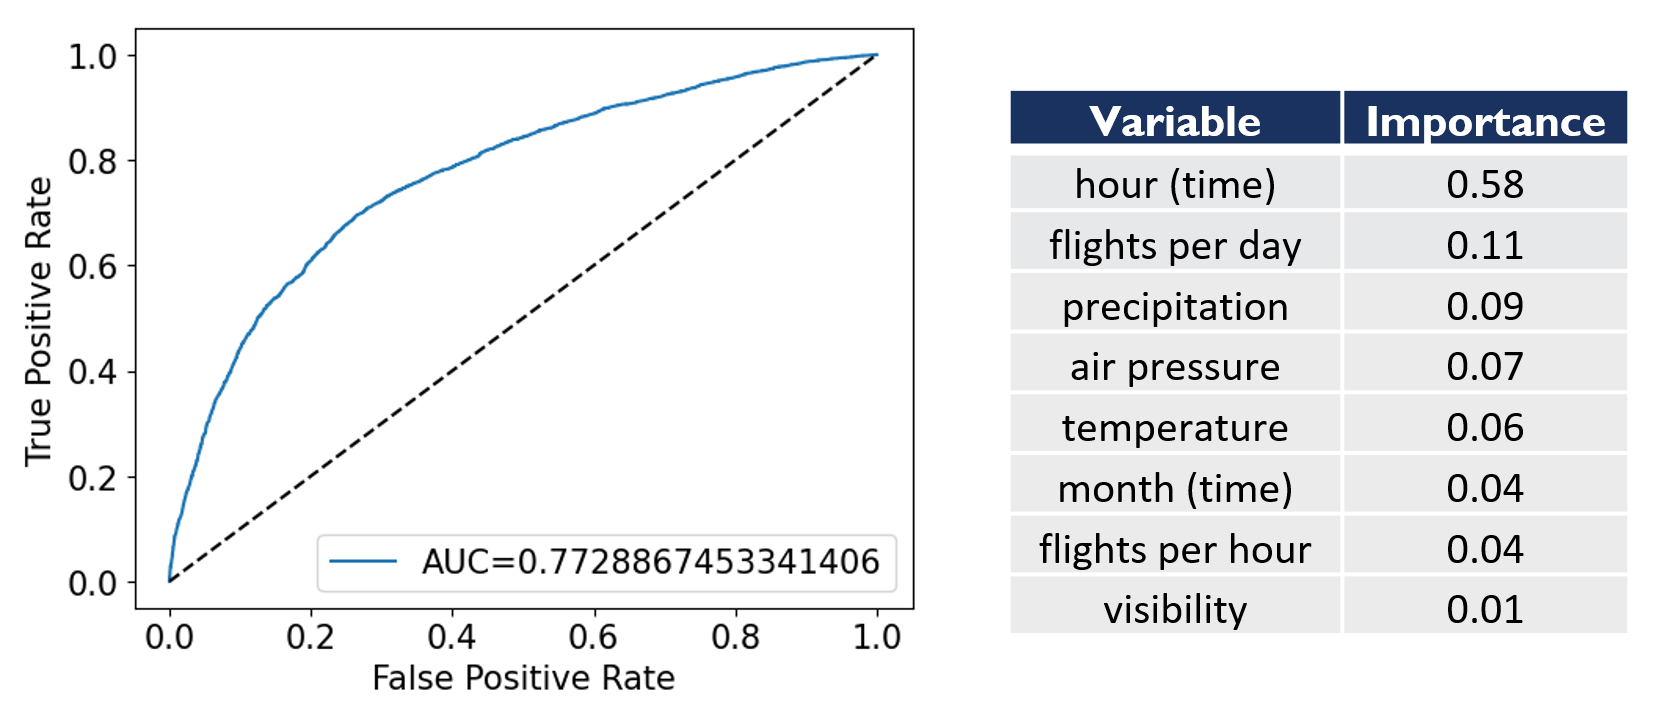 True Positive Rate
1.0
0.8
0.6
0.4
0.2
0.0
AUC=0.7728867453341406
0.0 0.2 0.4 0.6 0.8 1.0
False Positive Rate
Variable Importance
hour (time) 0.58
flights per day 0.11
precipitation 0.09
air pressure 0.07
temperature 0.06
month (time) 0.04
flights per hour 0.04
visibility 0.01